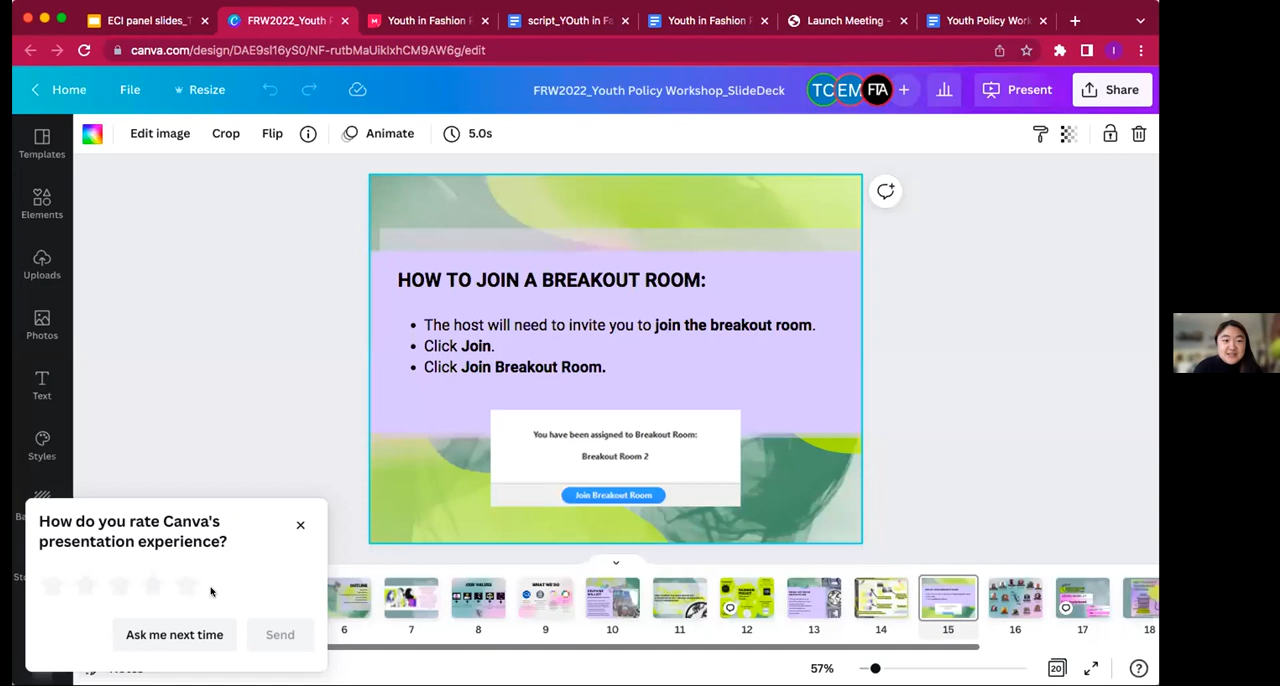 ECI panel slides_T
FRW2022_Youth P
Youth in Fashion P
script_YOuth in Fa
Youth in Fashion P
Launch Meeting -
Youth Policy Work
canva.com/design/DAE9sl16yS0/NF-rutbMaUiklxhCM9AW6g/edit
I
Home
File
Resize
FRW2022_Youth Policy Workshop_SlideDeck
TC
EM
FTA
Present
Share
Edit image
Crop
Flip
Animate
5.0s
Templates
Elements
Uploads
Photos
Text
Styles
HOW TO JOIN A BREAKOUT ROOM:
• The host will need to invite you to join the breakout room.
• Click Join.
• Click Join Breakout Room.
You have been assigned to Breakout Room:
Breakout Room 2
Join Breakout Room
How do you rate Canva's
presentation experience?
Ask me next time
Send
WHAT WE DO
6
7
8
9
10
11
12
13
14
15
16
17
18
57%
20